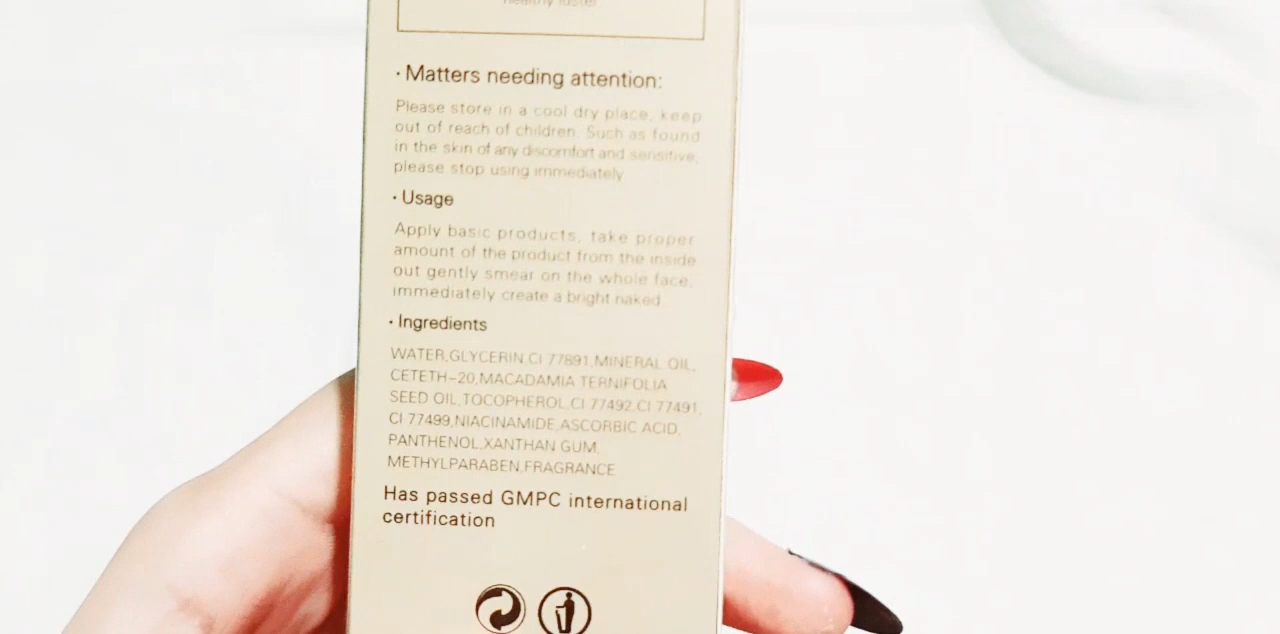 healthy luster
· Matters needing attention:
Please store in a cool dry place, keep
out of reach of children. Such as found
in the skin of any discomfort and sensitive,
please stop using immediately
· Usage
Apply basic products, take proper
amount of the product from the inside
out gently smear on the whole face,
immediately create a bright naked
· Ingredients
WATER,GLYCERIN,CI 77891,MINERAL OIL,
CETETH-20,MACADAMIA TERNIFOLIA
SEED OIL,TOCOPHEROL,CI 77492,CI 77491,
CI 77499,NIACINAMIDE,ASCORBIC ACID,
PANTHENOL,XANTHAN GUM,
METHYLPARABEN,FRAGRANCE
Has passed GMPC international
certification